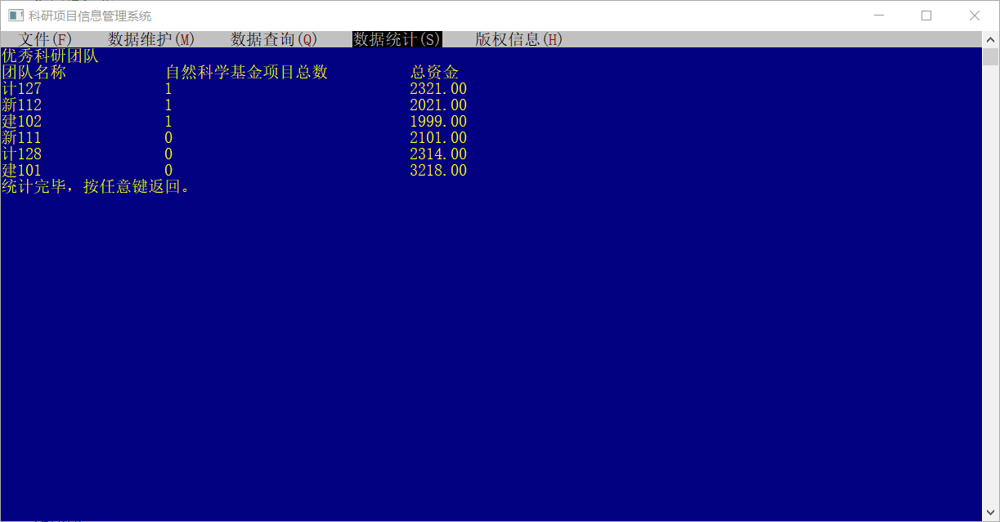 科研项目信息管理系统
文件(F) 数据维护(M) 数据查询(Q) 数据统计(S) 版权信息(H)
优秀科研团队
团队名称 自然科学基金项目总数 总资金
计127 1 2321.00
新112 1 2021.00
建102 1 1999.00
新111 0 2101.00
计128 0 2314.00
建101 0 3218.00
统计完毕，按任意键返回。